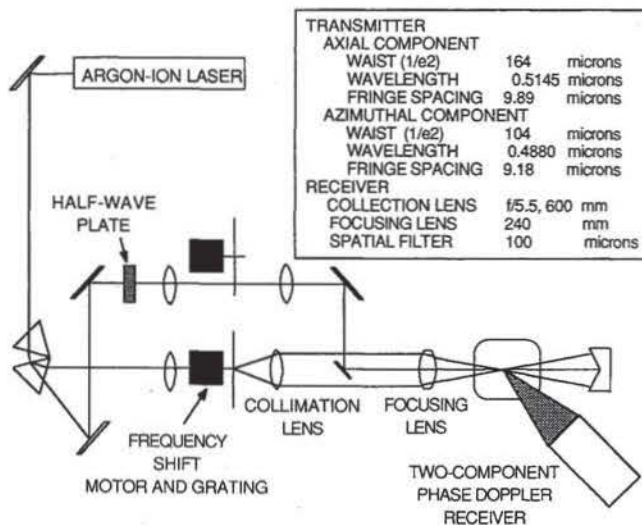 TRANSMITTER
AXIAL COMPONENT
WAIST (1/e2) 164 microns
WAVELENGTH 0.5145 microns
FRINGE SPACING 9.89 microns
AZIMUTHAL COMPONENT
WAIST (1/e2) 104 microns
WAVELENGTH 0.4880 microns
FRINGE SPACING 9.18 microns
RECEIVER
COLLECTION LENS f/5.5, 600 mm
FOCUSING LENS 240 mm
SPATIAL FILTER 100 microns
ARGON-ION LASER
HALF-WAVE
PLATE
COLLIMATION
LENS
FOCUSING
LENS
FREQUENCY
SHIFT
MOTOR AND GRATING
TWO-COMPONENT
PHASE DOPPLER
RECEIVER